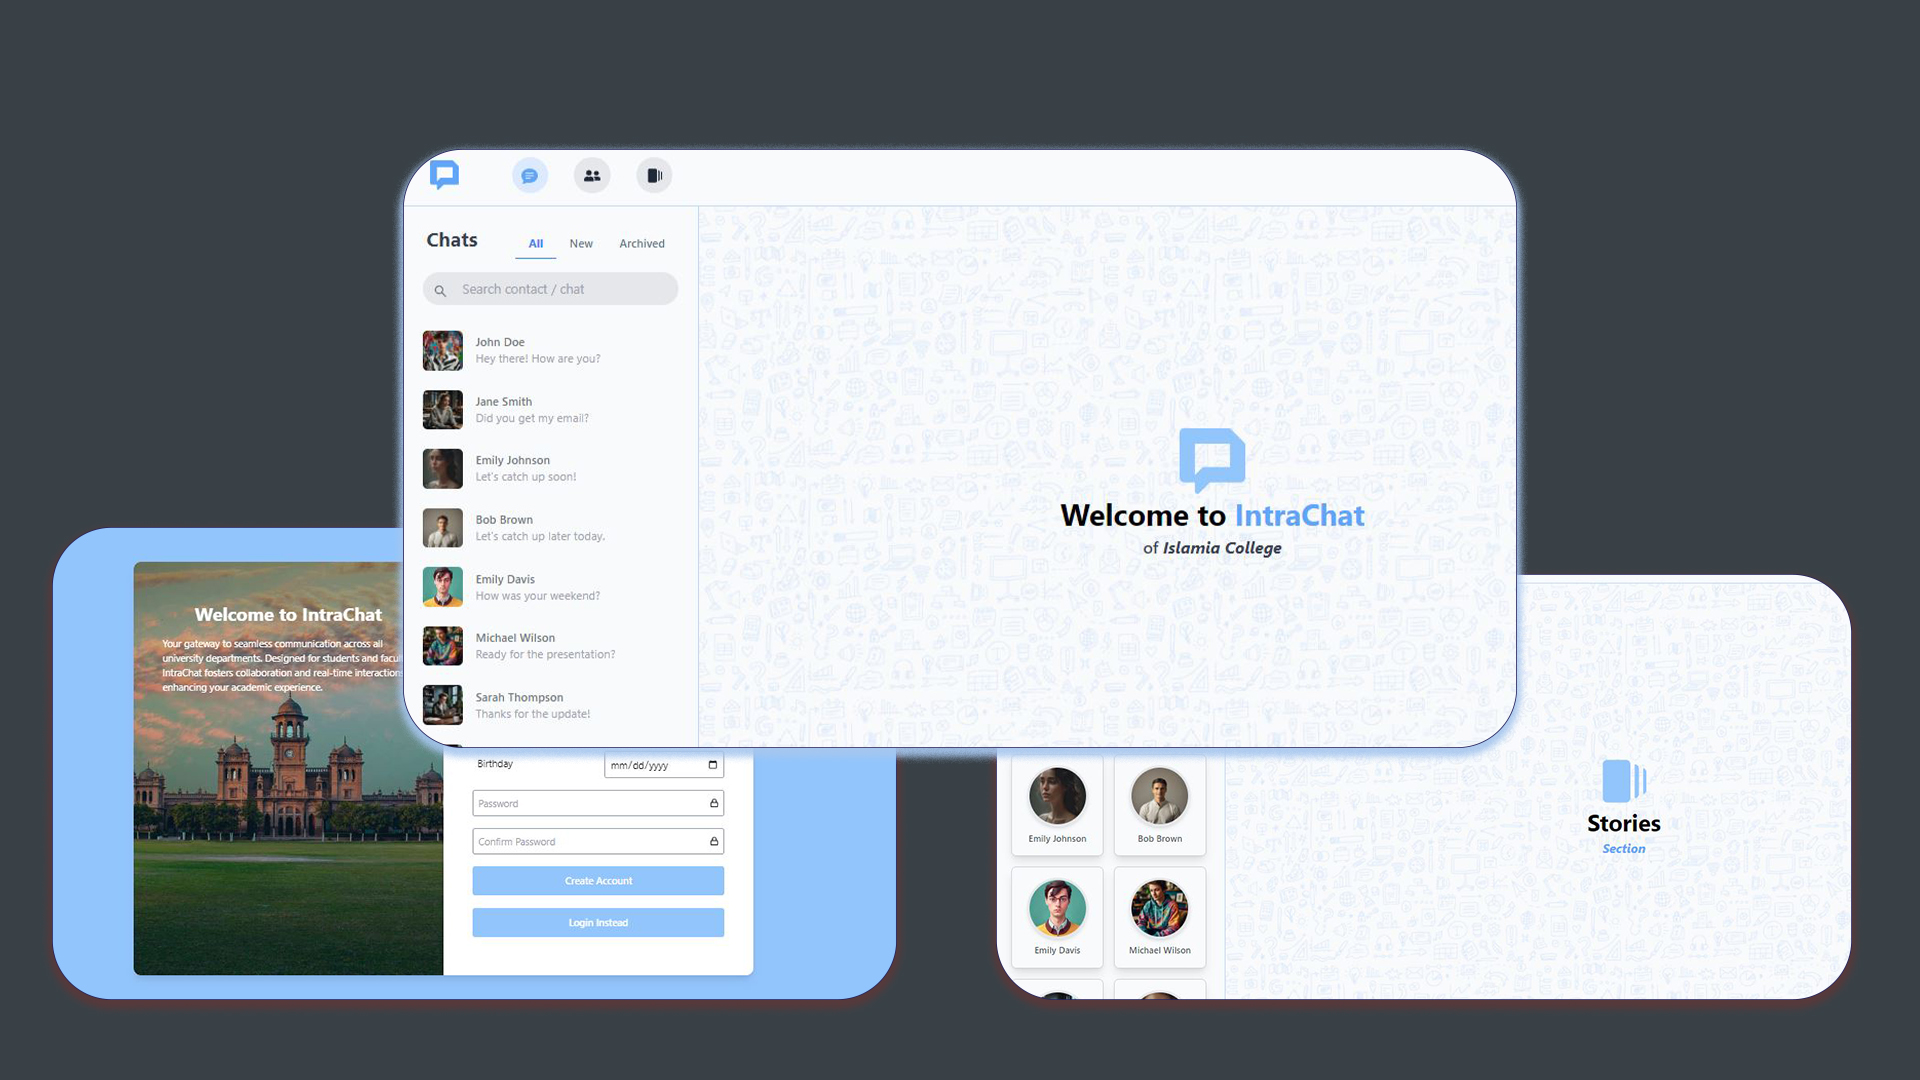 Chats
All
New
Archived
Search contact / chat
John Doe
Hey there! How are you?
Jane Smith
Did you get my email?
Emily Johnson
Let's catch up soon!
Bob Brown
Let's catch up later today.
Emily Davis
How was your weekend?
Michael Wilson
Ready for the presentation?
Sarah Thompson
Thanks for the update!
Welcome to IntraChat
of Islamia College
Welcome to IntraChat
Your gateway to seamless communication across all
university departments. Designed for students and
IntraChat fosters collaboration and real-time
enhancing your academic experience.
Birthday
mm/dd/yyyy
Password
Confirm Password
Create Account
Login Instead
Emily Johnson
Bob Brown
Emily Davis
Michael Wilson
Stories
Section